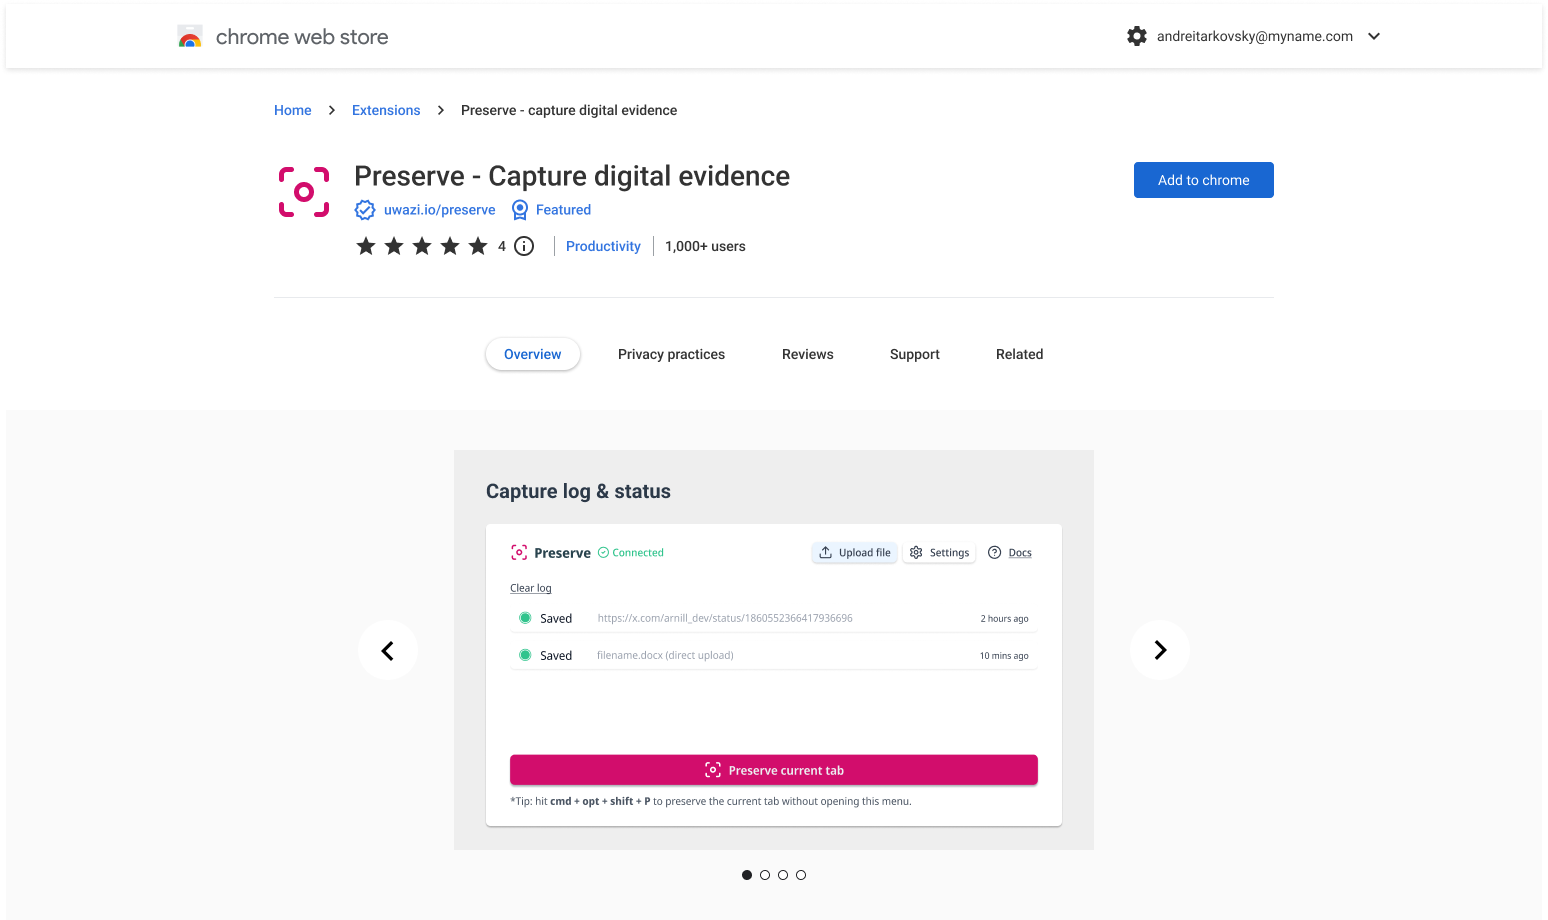 chrome web store
andreitarkovsky@myname.com
Home
Extensions
Preserve - capture digital evidence
Preserve - Capture digital evidence
Add to chrome
uwazi.io/preserve
Featured
4
Productivity
1,000+ users
Overview
Privacy practices
Reviews
Support
Related
Capture log & status
Preserve
Connected
Upload file
Settings
Docs
Clear log
Saved
https://x.com/arnill_dev/status/1860552366417936696
2 hours ago
Saved
filename.docx (direct upload)
10 mins ago
Preserve current tab
*Tip: hit cmd + opt + shift + P to preserve the current tab without opening this menu.